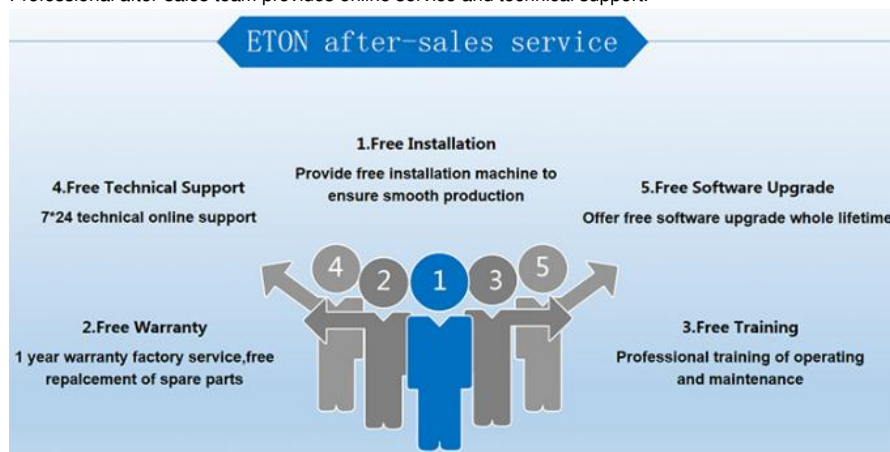 Professional after-sales team provides online service and technical support.
ETON after-sales service
1.Free Installation
Provide free installation machine to
ensure smooth production
4.Free Technical Support
7*24 technical online support
5.Free Software Upgrade
Offer free software upgrade whole lifetime
4
2
1
3
5
2.Free Warranty
1 year warranty factory service,free
repalcement of spare parts
3.Free Training
Professional training of operating
and maintenance